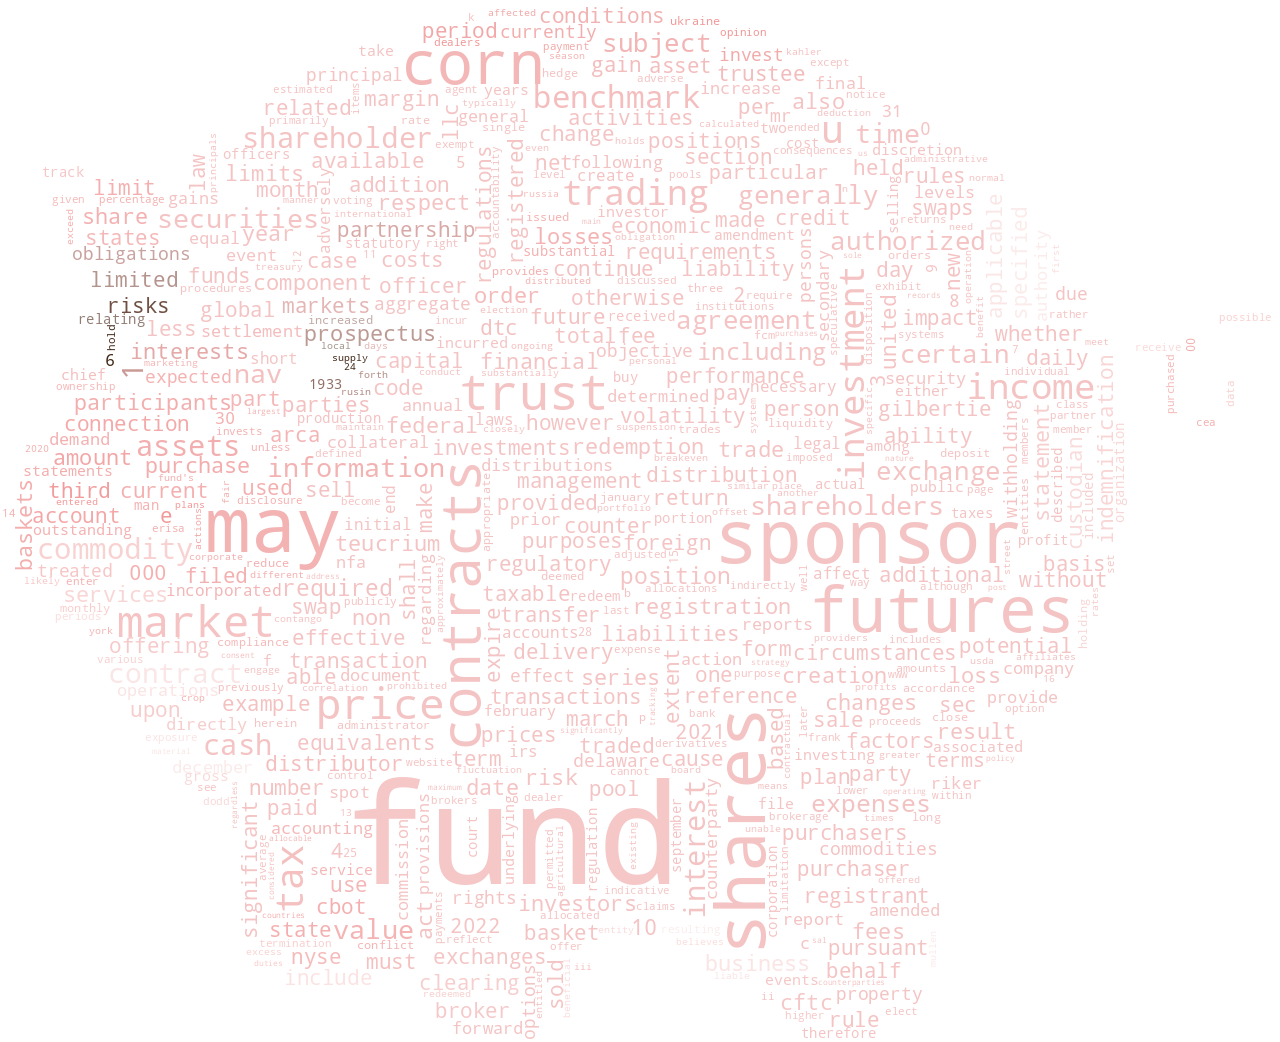 affected
conditions
k
period
currently
ukraine
dealers
payment
subject
invest
opinion
take
corn
season
kahler
gain
asset
trustee
except
principal
hedge
adverse
increase
final
estimated
items
margin
agent
years
benchmark
per
mr
also
notice
related
typically
activities
31
primarily
rate
general
llc
single
change
holds
calculated
two
ended
deduction
u
time
0
shareholder
exempt
even
positions
cost
consequences
us
discretion
officers
law
principals
available
5
regulations
accountability
registered
net
following
section
administrative
track
limits
addition
level
create
pools
particular
held
rules
normal
limit
gains
month
manner
voting
respect
russia
trading
generally
n
levels
given
percentage
exceed
share
securities
adversely
international
issued
investor
main
economic
made
credit
selling
swaps
returns
need
states
equal
year
partnership
statutory
right
losses
obligation
amendment
authorized
orders
applicable
specified
authority
first
obligations
event
12
case
11
costs
substantial
requirements
persons
sole
operation
limited
funds
treasury
component
officer
provides
distributed
continue
discussed
liability
secondary
day
9
new
exhibit
procedures
election
three
institutions
2
require
investment
disposition
records
risks
global
markets
aggregate
order
otherwise
speculative
united
impact
8
benefit
due
relating
increased
incur
future
received
agreement
fcm
purchases
rather
possible
hold
less
settlement
prospectus
dtc
total
fee
whether
6
interests
short
local
days
incurred
ongoing
objective
including
certain
7
daily
meet
receive
00
marketing
supply
24
capital
financial
personal
performance
3
security
individual
chief
1
expected
nav
forth
conduct
substantially
buy
determined
pay
necessary
either
income
purchased
data
ownership
1933
rusin
code
trust
specific
gilbertie
class
participants
part
largest
parties
annual
volatility
person
partner
connection
30
production
maintain
federal
laws
however
suspension
trades
system
liquidity
ability
withholding
statement
member
indemnification
cea
demand
assets
arca
invests
collateral
closely
legal
among
members
2020
unless
defined
investments
redemption
trade
imposed
deposit
described
custodian
organization
amount
purchase
fund's
breakeven
nature
statements
information
distributions
management
distribution
exchange
entities
included
third
current
used
fair
sell
become
similar
place
actual
public
page
baskets
entered
plans
disclosure
end
make
appropriate
provided
january
portfolio
return
another
shareholders
taxes
14
account
man
e
may
initial
contracts
prior
counter
portion
offset
sponsor
street
profit
outstanding
erisa
actions
teucrium
purposes
foreign
set
commodity
corporate
nfa
regulatory
adjusted
15
basis
treated
000
reduce
different
address
shall
regarding
approximately
deemed
position
indirectly
well
affect
additional
without
likely
enter
filed
incorporated
required
taxable
redeem
b
allocations
way
although
post
rates
services
monthly
contango
publicly
swap
non
expire
transfer
last
registration
futures
holding
periods
market
york
compliance
effective
accounts
28
expense
liabilities
reports
providers
includes
potential
offering
consent
various
f
engage
transaction
delivery
action
form
circumstances
usda
affiliates
contract
able
document
effect
series
extent
one
purpose
strategy
creation
www
amounts
loss
company
16
operations
previously
correlation
prohibited
transactions
tracking
reference
profits
accordance
provide
crop
example
price
february
march
p
bank
2021
changes
sec
option
upon
directly
herein
administrator
prices
significantly
based
later
sale
proceeds
close
exposure
cash
equivalents
irs
traded
derivatives
contractual
frank
factors
result
material
term
delaware
cause
investing
greater
associated
december
distributor
website
fluctuation
cannot
board
terms
policy
gross
see
number
spot
control
risk
pool
means
plan
party
riker
dodd
regardless
paid
13
fund
maximum
date
brokers
dealer
september
interest
counterparty
shares
lower
operating
within
significant
accounting
court
underlying
file
expenses
brokerage
times
long
average
considered
allocable
tax
4
25
commission
provisions
permitted
agricultural
regulation
existing
unable
purchasers
service
corporation
limitation
commodities
use
act
indicative
purchaser
offered
cbot
rights
investors
claims
registrant
countries
state
value
payments
2022
allocated
basket
entity
10
resulting
report
amended
termination
conflict
reflect
offer
believes
c
sal
fees
excess
nyse
must
exchanges
business
pursuant
duties
iii
liable
behalf
include
clearing
entitled
sold
beneficial
events
counterparties
redeemed
ii
cftc
property
broker
options
higher
rule
elect
forward
therefore